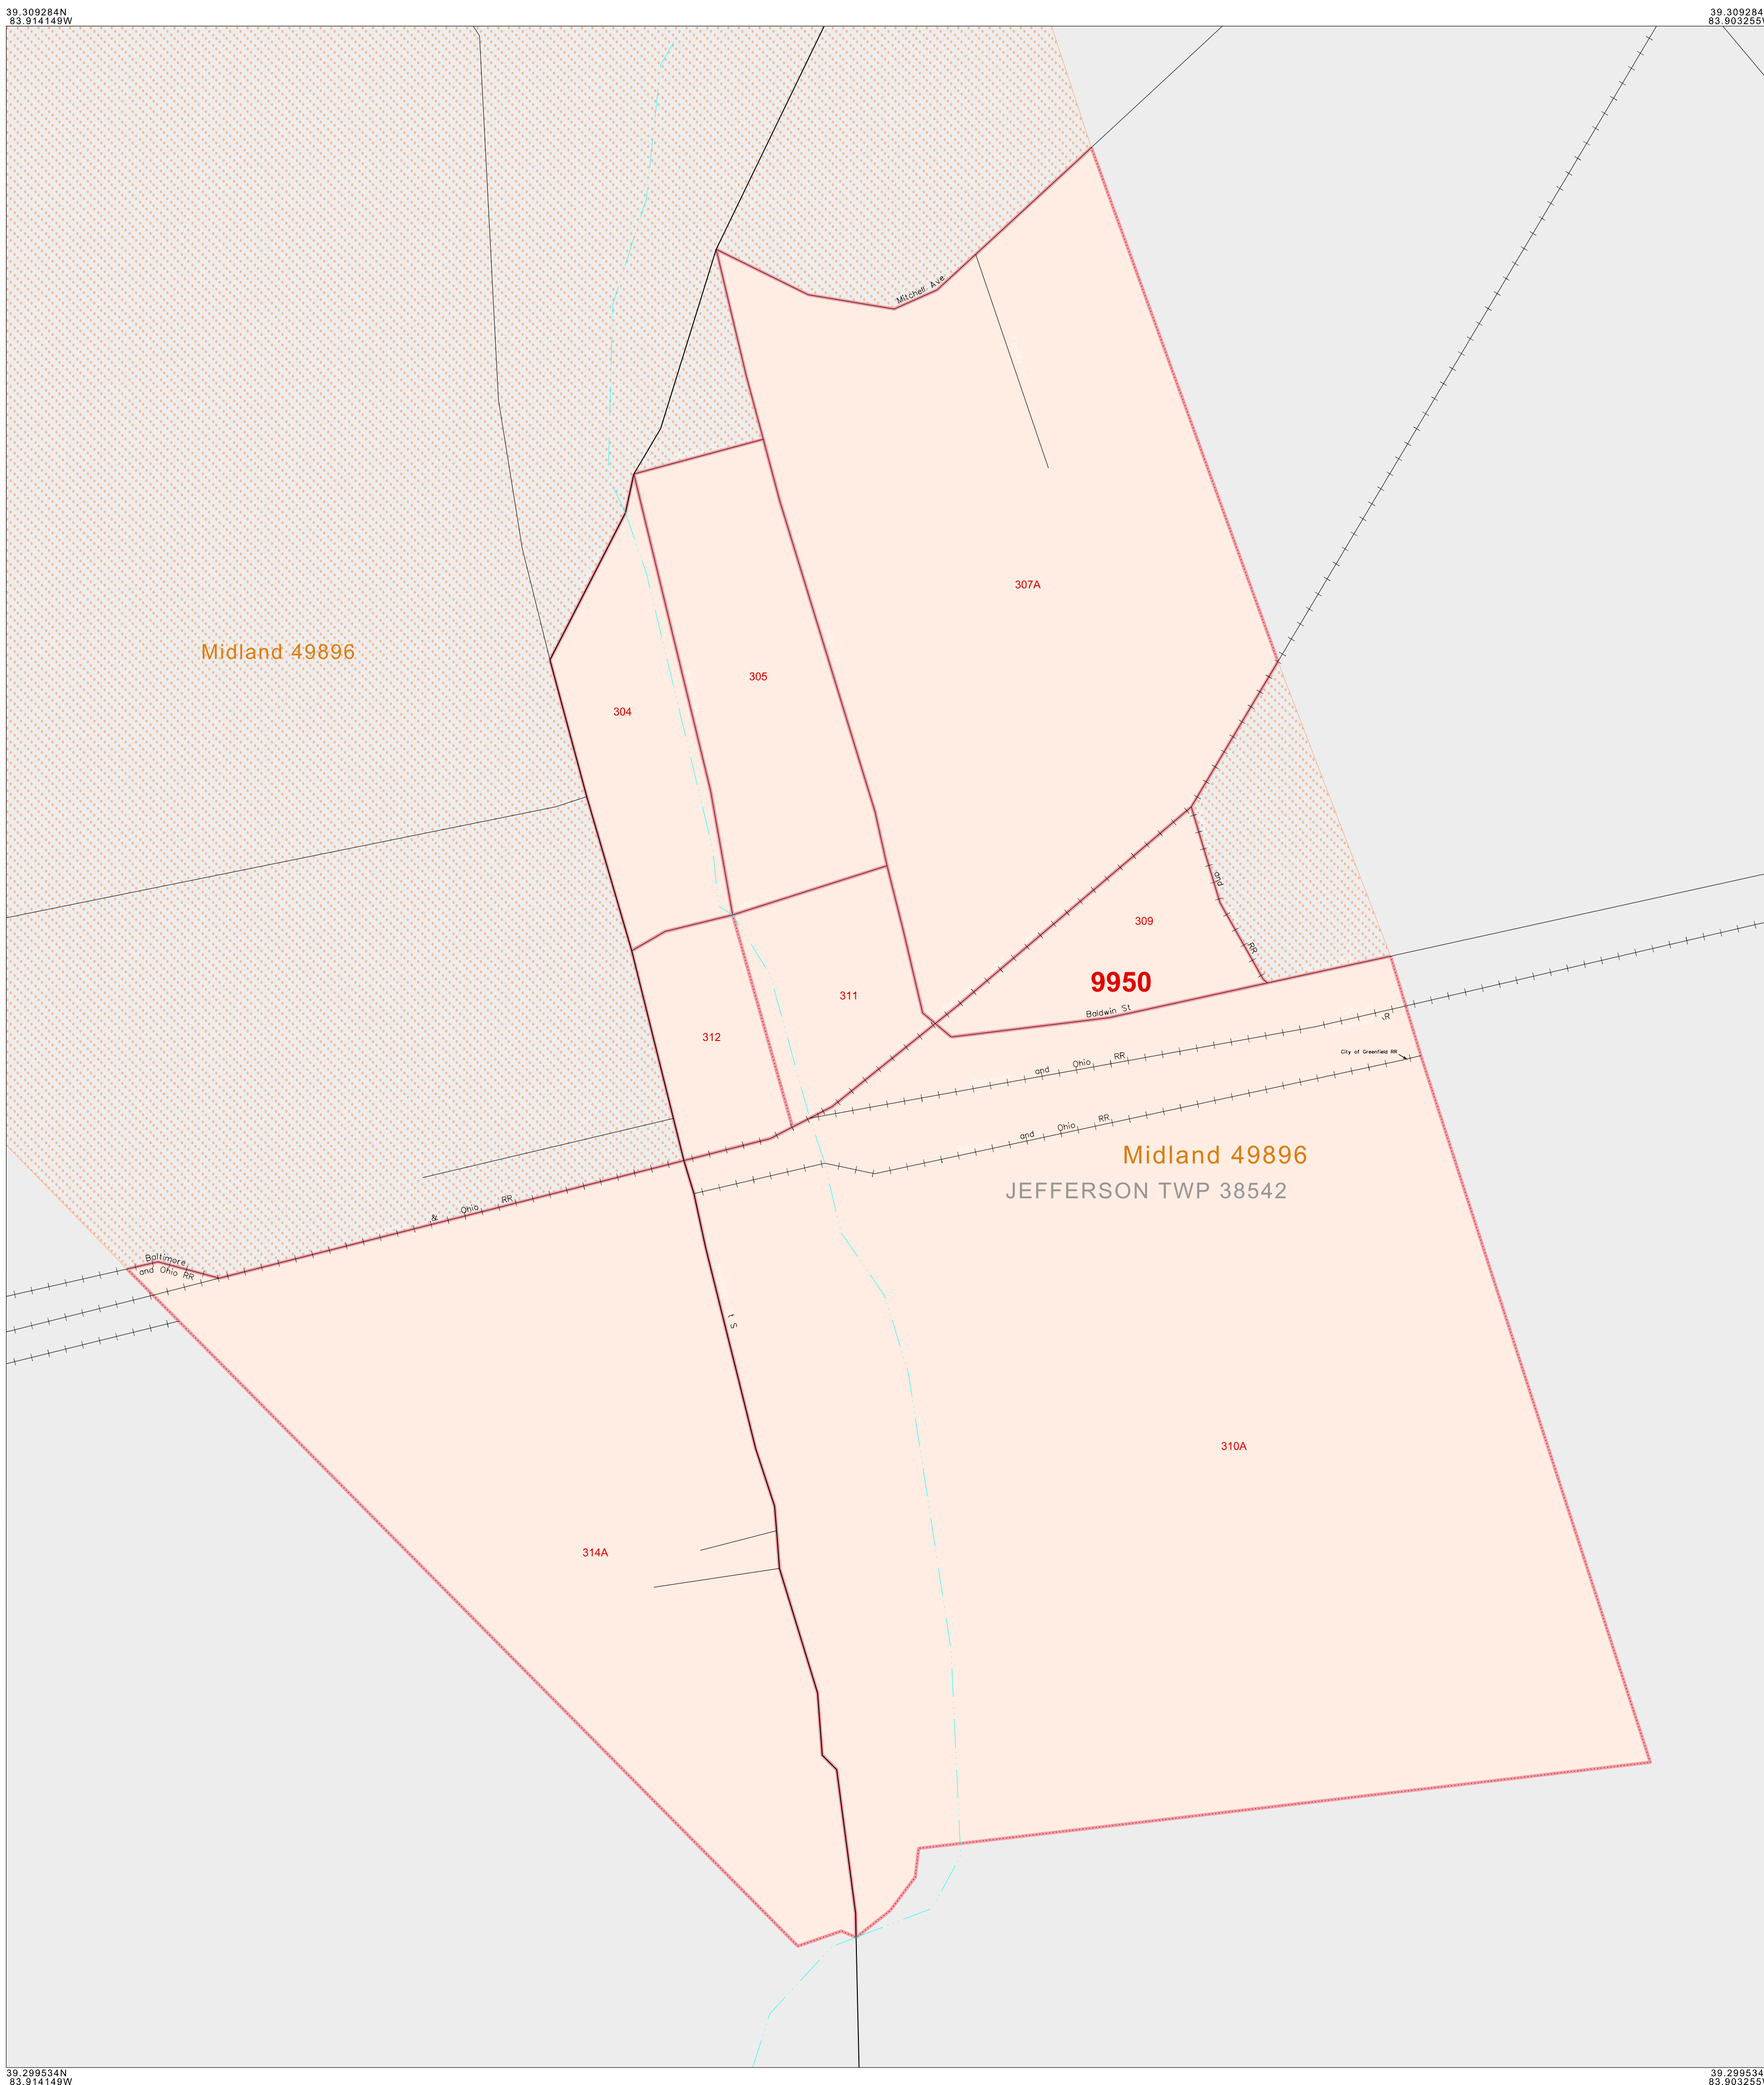 39.309284N
83.914149W
39.309284
83.903255
Mitchell Ave
307A
Midland 49896
305
304
and
309
RR
9950
311
Baldwin St
R
312
City of Greenfield RR
and Ohio RR
and Ohio RR
Midland 49896
JEFFERSON TWP 38542
& Ohio RR
Baltimore
and Ohio RR
t S
310A
314A
39.299534N
83.914149W
39.299534
83.903255